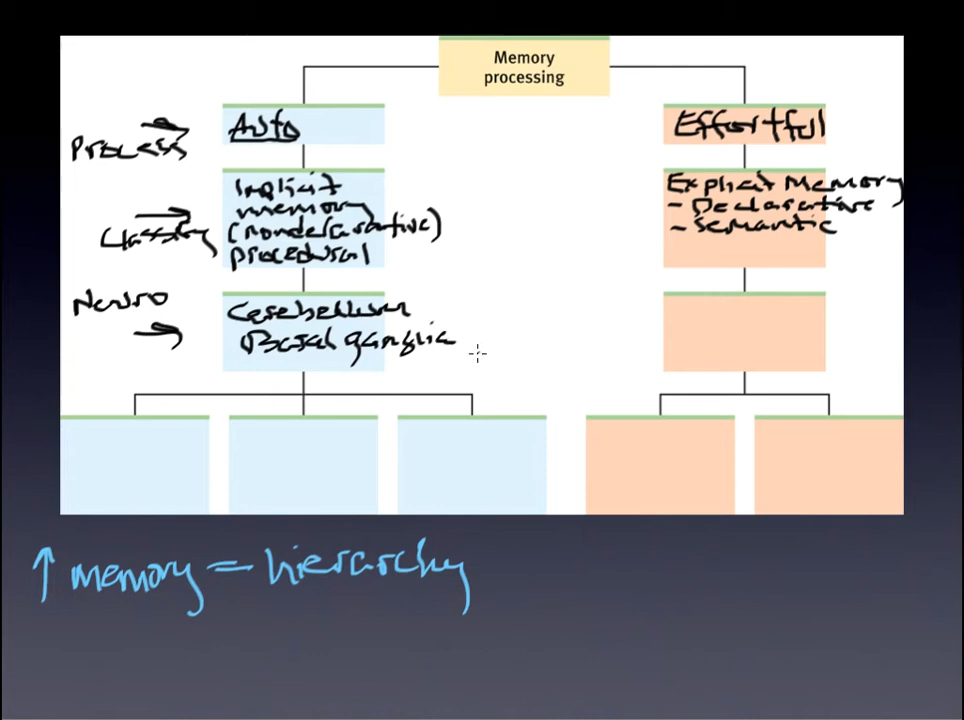 Memory
processing
Process
Auto
Effortful
Classify
Implicit
memory
(nondeclarative)
procedural
Explicit Memory
- Declarative
- Semantic
Neuro
Cerebellum
Basal ganglia
↑ memory = hierarchy